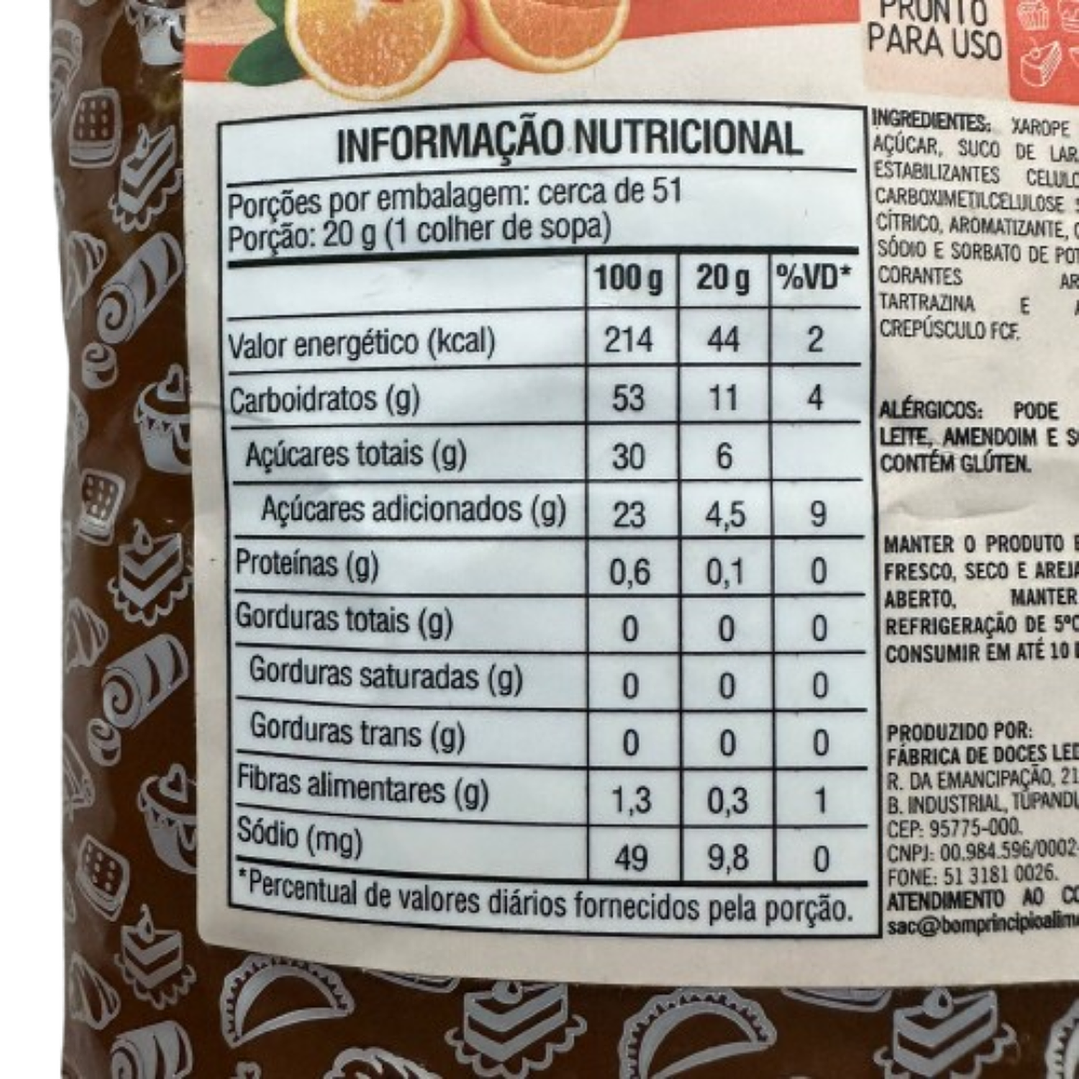 PRONTO
PARA USO
INFORMAÇÃO NUTRICIONAL
Porções por embalagem: cerca de 51
Porção: 20 g (1 colher de sopa)
100 g 20 g %VD*
Valor energético (kcal) 214 44 2
Carboidratos (g) 53 11 4
Açúcares totais (g) 30 6
Açúcares adicionados (g) 23 4,5 9
Proteínas (g) 0,6 0,1 0
Gorduras totais (g) 0 0 0
Gorduras saturadas (g) 0 0 0
Gorduras trans (g) 0 0 0
Fibras alimentares (g) 1,3 0,3 1
Sódio (mg) 49 9,8 0
*Percentual de valores diários fornecidos pela porção.
INGREDIENTES: XAROPE
AÇÚCAR, SUCO DE
ESTABILIZANTES
CARBOXIMETILCELULOSE
CÍTRICO, AROMATIZANTE,
SÓDIO E SORBATO DE
CORANTES
TARTRAZINA E
CREPÚSCULO FCF.
ALÉRGICOS: PODE
LEITE, AMENDOIM E
CONTÉM GLÚTEN.
MANTER O PRODUTO
FRESCO, SECO E
ABERTO, MANTER
REFRIGERAÇÃO DE 5ºC
CONSUMIR EM ATÉ 10
PRODUZIDO POR:
FÁBRICA DE DOCES
R. DA EMANCIPAÇÃO, 21
B. INDUSTRIAL,
CEP: 95775-000.
CNPJ: 00.984.596/0002-
FONE: 51 3181 0026.
ATENDIMENTO AO
sac@bomprincipioalim